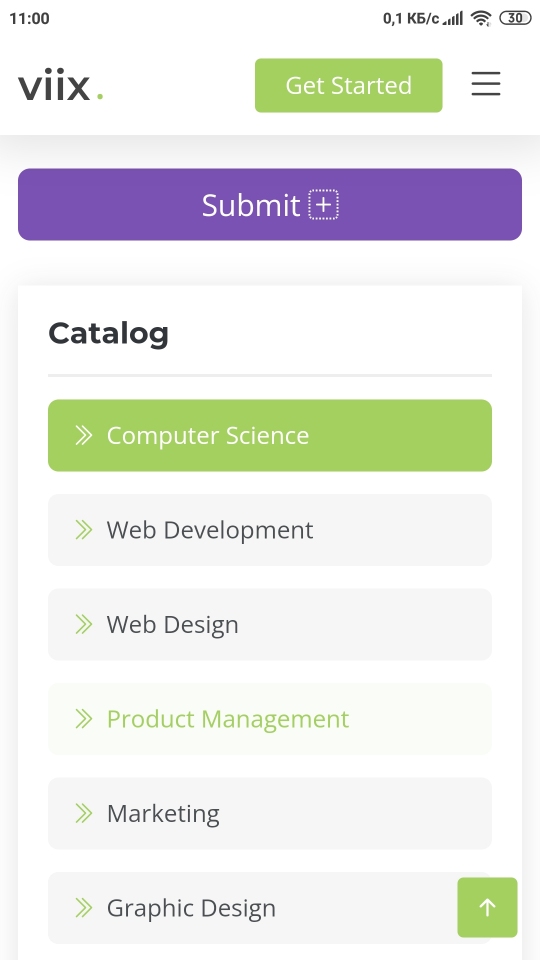 11:00 0,1 КБ/с 30
viix. Get Started
Submit
Catalog
Computer Science
Web Development
Web Design
Product Management
Marketing
Graphic Design